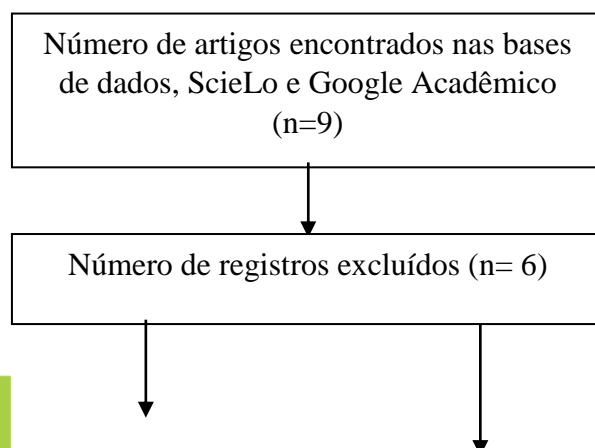 Número de artigos encontrados nas bases
de dados, ScieLo e Google Acadêmico
(n=9)
Número de registros excluídos (n= 6)